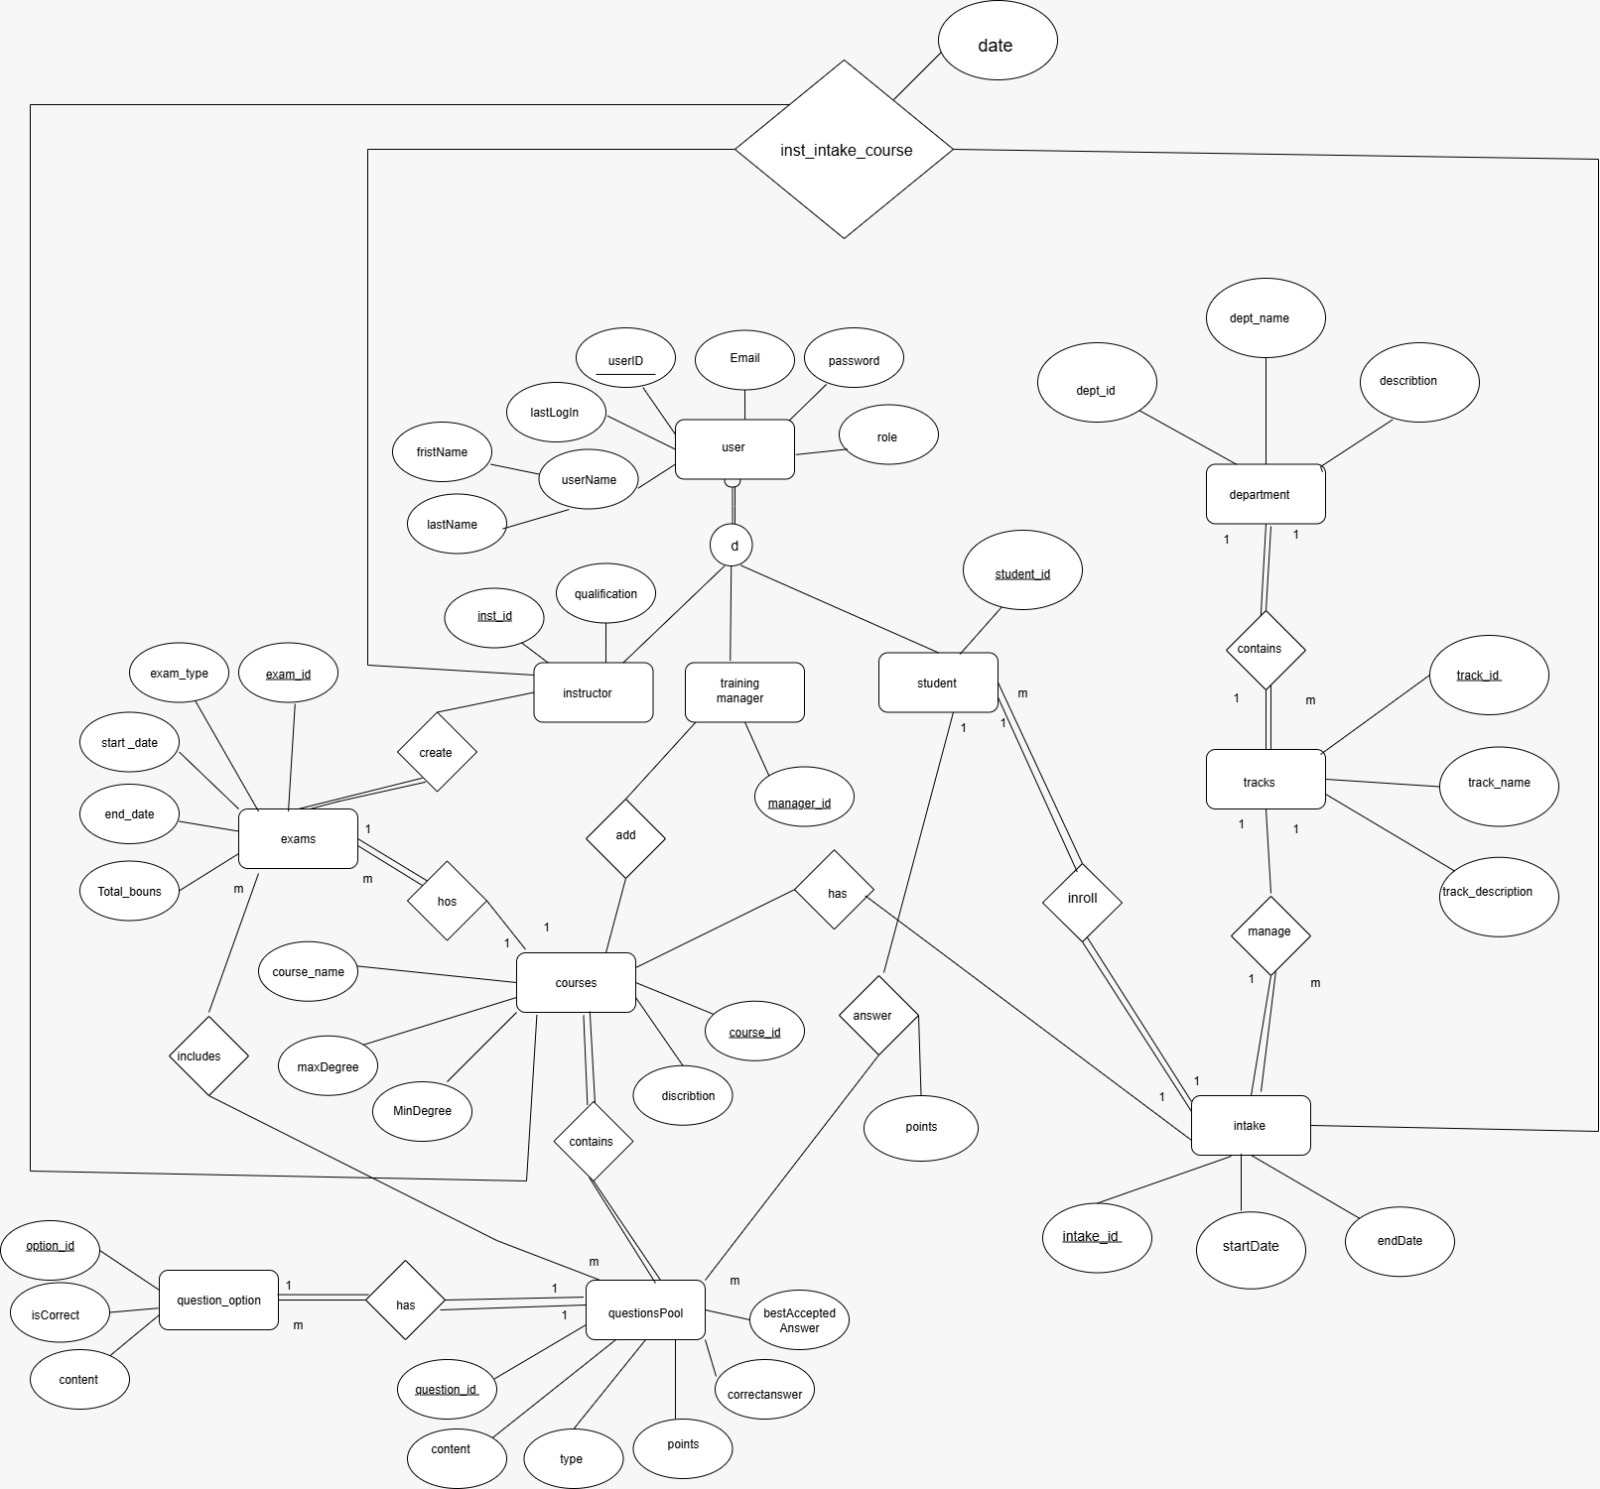 date
inst_intake_course
dept_name
userID
Email
password
describtion
dept_id
lastLogIn
role
fristName
user
userName
department
lastName
1
1
d
student_id
qualification
inst_id
contains
exam_type
exam_id
instructor
training
manager
student
m
track_id
1
m
1
1
start _date
create
tracks
track_name
manager_id
end_date
1
exams
add
1
1
Total_bouns
m
m
hos
has
inroll
track_description
1
1
manage
course_name
courses
1
m
answer
course_id
includes
maxDegree
MinDegree
discribtion
1
1
points
intake
contains
option_id
intake_id
startDate
endDate
m
m
1
1
question_option
has
1
isCorrect
m
questionsPool
bestAccepted
Answer
content
question_id
correctanswer
content
type
points